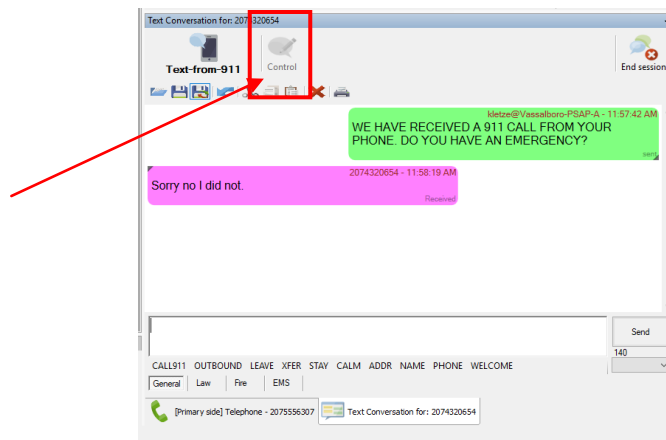 Text Conversation for: 2074320654
Text-from-911
Control
End session
kletze@Vassalboro-PSAP-A - 11:57:42 AM
WE HAVE RECEIVED A 911 CALL FROM YOUR
PHONE. DO YOU HAVE AN EMERGENCY?
sent
2074320654 - 11:58:19 AM
Sorry no I did not.
Received
Send
140
CALL911 OUTBOUND LEAVE XFER STAY CALM ADDR NAME PHONE WELCOME
General Law Fire EMS
[Primary side] Telephone - 2075556307 Text Conversation for: 2074320654